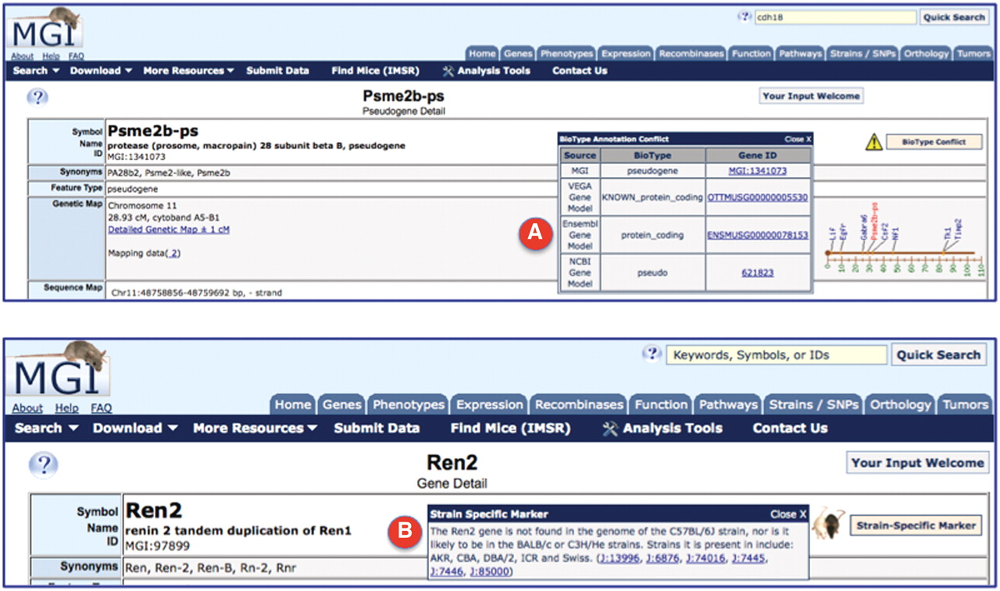 MGI
About Help FAQ
cdh18 Quick Search
Home Genes Phenotypes Expression Recombinases Function Pathways Strains / SNPs Orthology Tumors
Search Download More Resources Submit Data Find Mice (IMSR) Analysis Tools Contact Us
?
Psme2b-ps
Pseudogene Detail
Your Input Welcome
Symbol Psme2b-ps
Name protease (prosome, macropain) 28 subunit beta B, pseudogene
ID MGI:1341073
Synonyms PA28b2, Psme2-like, Psme2b
Feature Type pseudogene
Genetic Map Chromosome 11
28.93 cM, cytoband A5-B1
Detailed Genetic Map ± 1 cM
Mapping data( 2)
Sequence Map Chr11:48758856-48759692 bp, - strand
A
BioType Annotation Conflict Close X
Source BioType Gene ID
MGI pseudogene MGI:1341073
VEGA Gene Model KNOWN_protein_coding OTTMUSG00000005530
Ensembl Gene Model protein_coding ENSMUSG00000078153
NCBI Gene Model pseudo 621823
BioType Conflict
Lif Egfr Gabra6 Psme2b-ps Csf2 Nf1 Tk1 Timp2
0 10 20 30 40 50 60 70 80 90 100 110
MGI
About Help FAQ
? Keywords, Symbols, or IDs Quick Search
Home Genes Phenotypes Expression Recombinases Function Pathways Strains / SNPs Orthology Tumors
Search Download More Resources Submit Data Find Mice (IMSR) Analysis Tools Contact Us
?
Ren2
Gene Detail
Your Input Welcome
Symbol Ren2
Name renin 2 tandem duplication of Ren1
ID MGI:97899
Synonyms Ren, Ren-2, Ren-B, Rn-2, Rnr
B
Strain Specific Marker Close X
The Ren2 gene is not found in the genome of the C57BL/6J strain, nor is it
likely to be in the BALB/c or C3H/He strains. Strains it is present in include:
AKR, CBA, DBA/2, ICR and Swiss. (J:13996, J:6876, J:74016, J:7445,
J:7446, J:85000)
Strain-Specific Marker